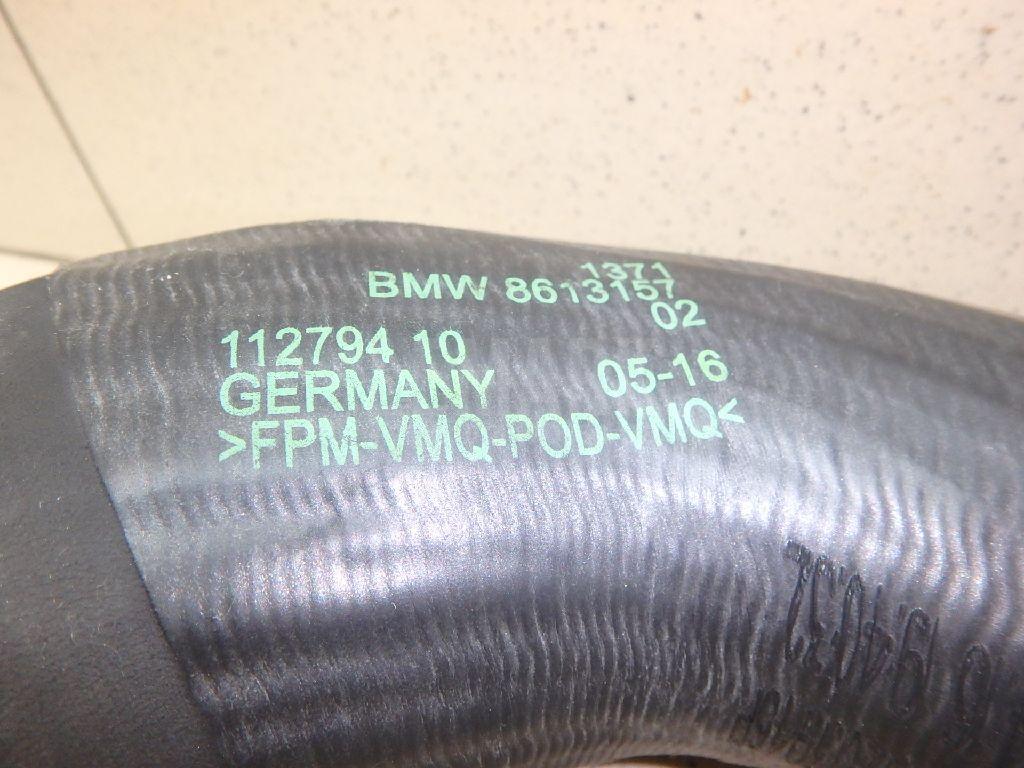 1371
BMW 8613157
02
112794 10
GERMANY 05-16
>FPM-VMQ-POD-VMQ<